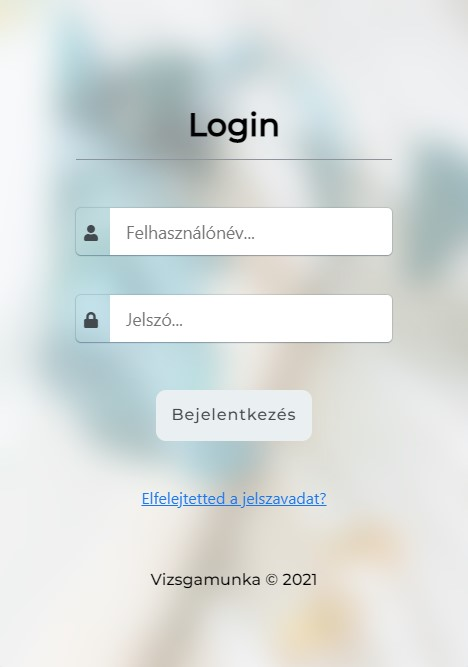 Login
Felhasználónév...
Jelszó...
Bejelentkezés
Elfelejtetted a jelszavadat?
Vizsgamunka © 2021